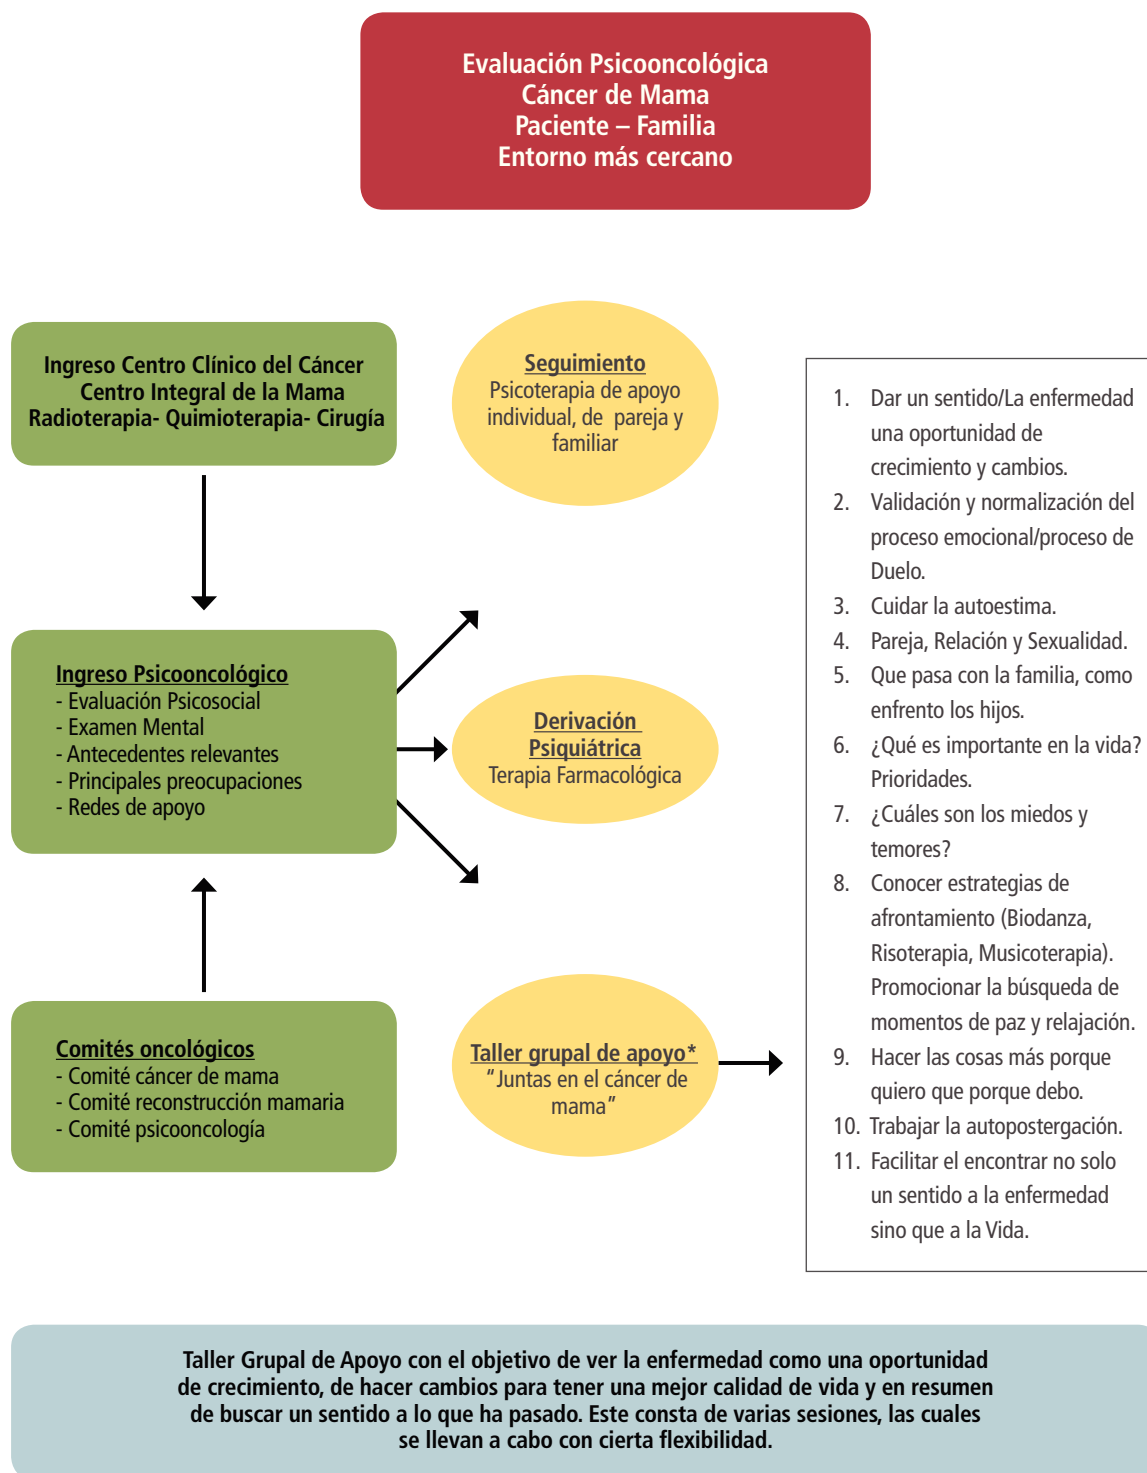 Evaluación Psicooncológica
Cáncer de Mama
Paciente – Familia
Entorno más cercano
Ingreso Centro Clínico del Cáncer
Centro Integral de la Mama
Radioterapia- Quimioterapia- Cirugía
Seguimiento
Psicoterapia de apoyo
individual, de pareja y
familiar
Ingreso Psicooncológico
- Evaluación Psicosocial
- Examen Mental
- Antecedentes relevantes
- Principales preocupaciones
- Redes de apoyo
Derivación
Psiquiátrica
Terapia Farmacológica
Comités oncológicos
- Comité cáncer de mama
- Comité reconstrucción mamaria
- Comité psicooncología
Taller grupal de apoyo*
"Juntas en el cáncer de
mama"
1. Dar un sentido/La enfermedad
una oportunidad de
crecimiento y cambios.
2. Validación y normalización del
proceso emocional/proceso de
Duelo.
3. Cuidar la autoestima.
4. Pareja, Relación y Sexualidad.
5. Que pasa con la familia, como
enfrento los hijos.
6. ¿Qué es importante en la vida?
Prioridades.
7. ¿Cuáles son los miedos y
temores?
8. Conocer estrategias de
afrontamiento (Biodanza,
Risoterapia, Musicoterapia).
Promocionar la búsqueda de
momentos de paz y relajación.
9. Hacer las cosas más porque
quiero que porque debo.
10. Trabajar la autopostergación.
11. Facilitar el encontrar no solo
un sentido a la enfermedad
sino que a la Vida.
Taller Grupal de Apoyo con el objetivo de ver la enfermedad como una oportunidad
de crecimiento, de hacer cambios para tener una mejor calidad de vida y en resumen
de buscar un sentido a lo que ha pasado. Este consta de varias sesiones, las cuales
se llevan a cabo con cierta flexibilidad.